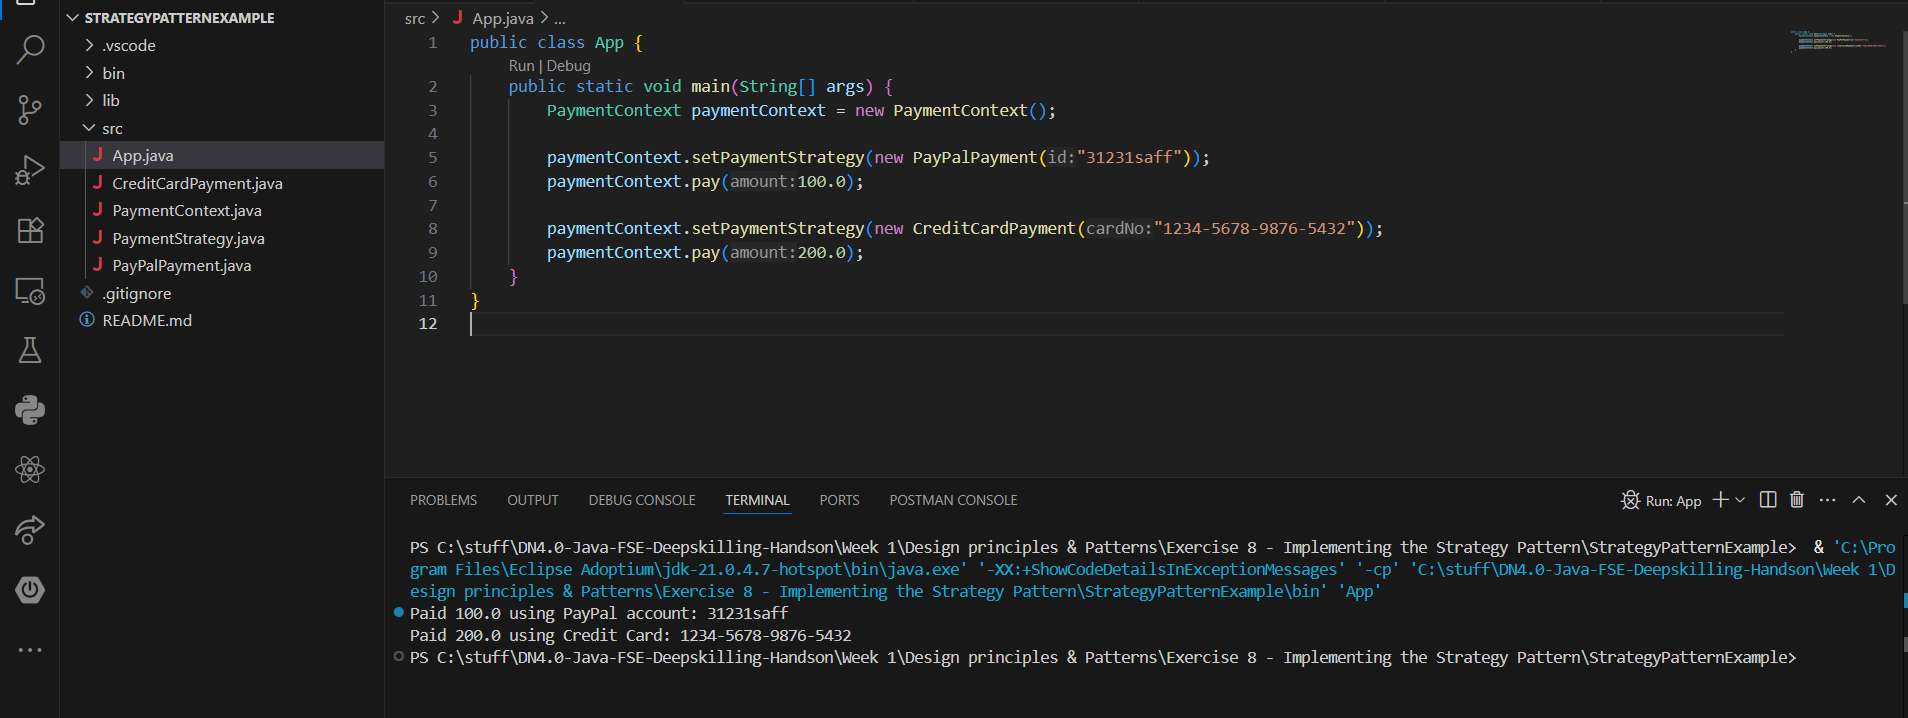 STRATEGYPATTERNEXAMPLE
.vscode
bin
lib
src
App.java
CreditCardPayment.java
PaymentContext.java
PaymentStrategy.java
PayPalPayment.java
.gitignore
README.md
src > App.java > ...
1 public class App {
Run | Debug
2 public static void main(String[] args) {
3 PaymentContext paymentContext = new PaymentContext();
4
5 paymentContext.setPaymentStrategy(new PayPalPayment(id:"31231saff"));
6 paymentContext.pay(amount:100.0);
7
8 paymentContext.setPaymentStrategy(new CreditCardPayment(cardNo:"1234-5678-9876-5432"));
9 paymentContext.pay(amount:200.0);
10 }
11 }
12
PROBLEMS OUTPUT DEBUG CONSOLE TERMINAL PORTS POSTMAN CONSOLE
Run: App
PS C:\stuff\DN4.0-Java-FSE-Deepskilling-Handson\Week 1\Design principles & Patterns\Exercise 8 - Implementing the Strategy Pattern\StrategyPatternExample> & 'C:\Pro
gram Files\Eclipse Adoptium\jdk-21.0.4.7-hotspot\bin\java.exe' '-XX:+ShowCodeDetailsInExceptionMessages' '-cp' 'C:\stuff\DN4.0-Java-FSE-Deepskilling-Handson\Week 1\D
esign principles & Patterns\Exercise 8 - Implementing the Strategy Pattern\StrategyPatternExample\bin' 'App'
Paid 100.0 using PayPal account: 31231saff
Paid 200.0 using Credit Card: 1234-5678-9876-5432
PS C:\stuff\DN4.0-Java-FSE-Deepskilling-Handson\Week 1\Design principles & Patterns\Exercise 8 - Implementing the Strategy Pattern\StrategyPatternExample>